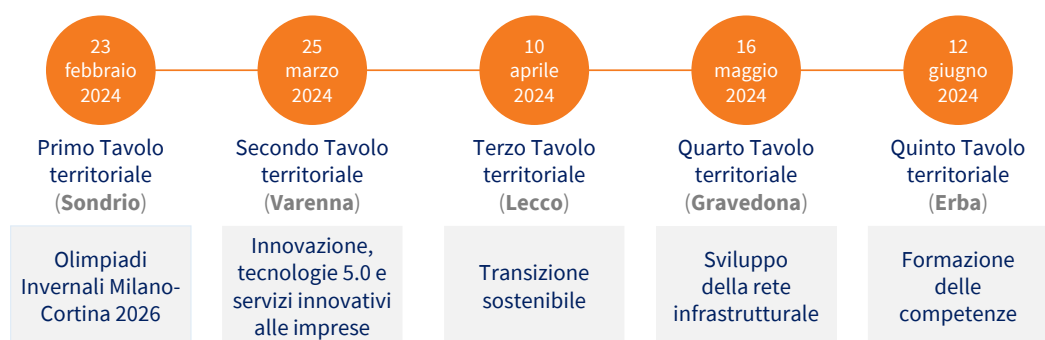 23
febbraio
2024
25
marzo
2024
10
aprile
2024
16
maggio
2024
12
giugno
2024
Primo Tavolo
territoriale
(Sondrio)
Secondo Tavolo
territoriale
(Varenna)
Terzo Tavolo
territoriale
(Lecco)
Quarto Tavolo
territoriale
(Gravedona)
Quinto Tavolo
territoriale
(Erba)
Olimpiadi
Invernali Milano-
Cortina 2026
Innovazione,
tecnologie 5.0 e
servizi innovativi
alle imprese
Transizione
sostenibile
Sviluppo
della rete
infrastrutturale
Formazione
delle
competenze